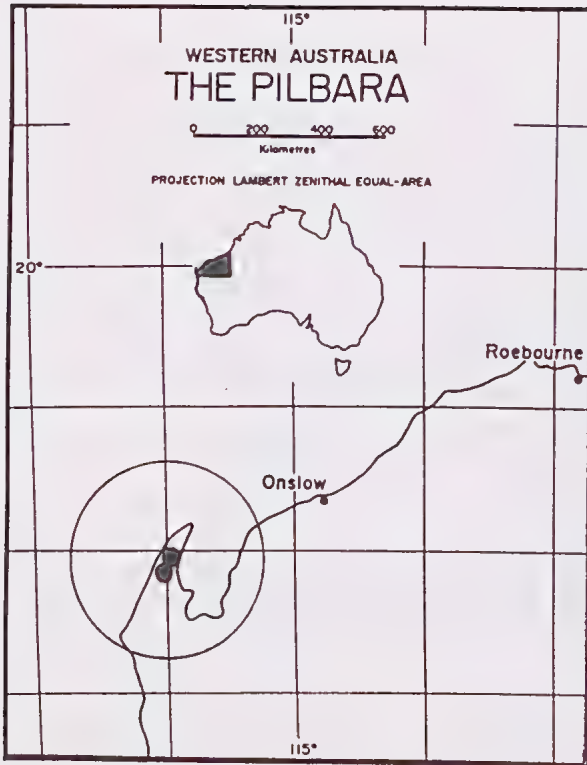 115°
WESTERN AUSTRALIA
THE PILBARA
0 200 400 600
Kilometres
PROJECTION LAMBERT ZENITHAL EQUAL-AREA
20°
Roebourne
Onslow
115°